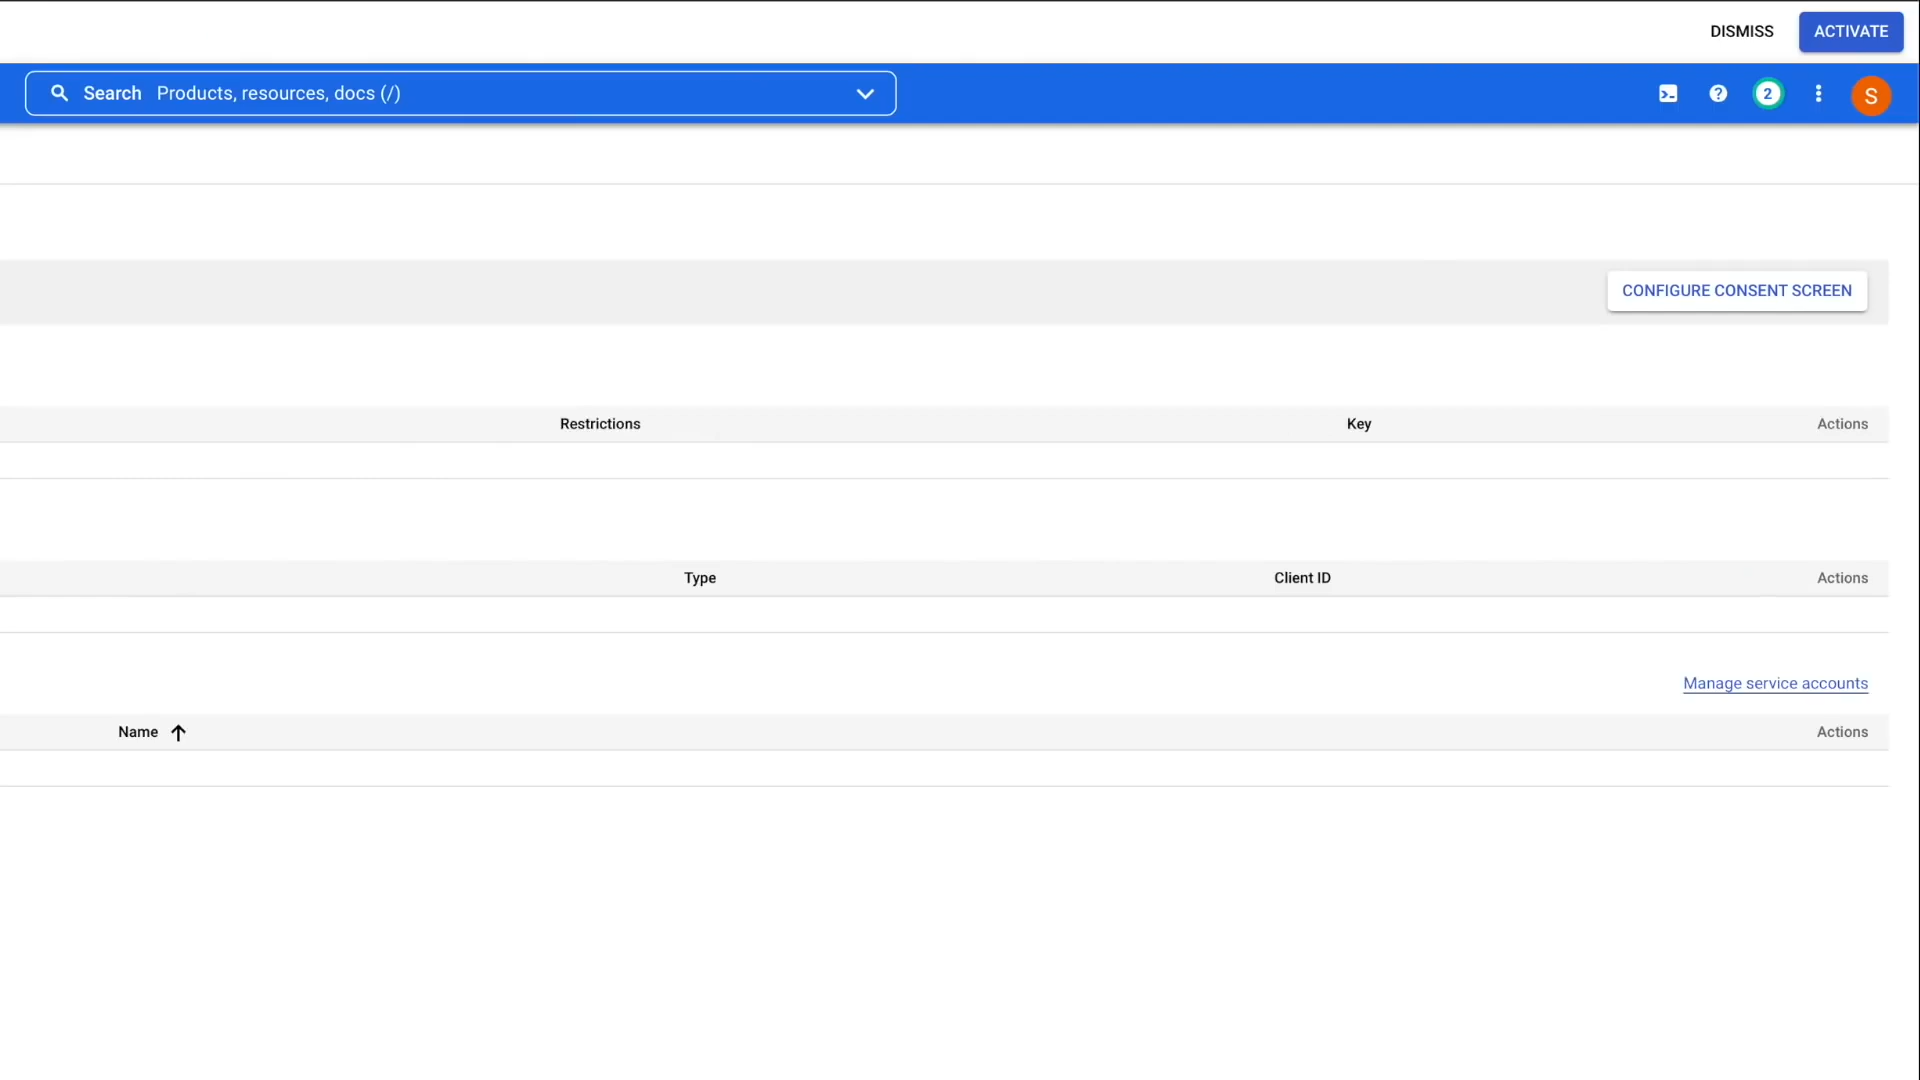 DISMISS ACTIVATE
Search Products, resources, docs (/) 2 S
CONFIGURE CONSENT SCREEN
Restrictions Key Actions
Type Client ID Actions
Manage service accounts
Name Actions